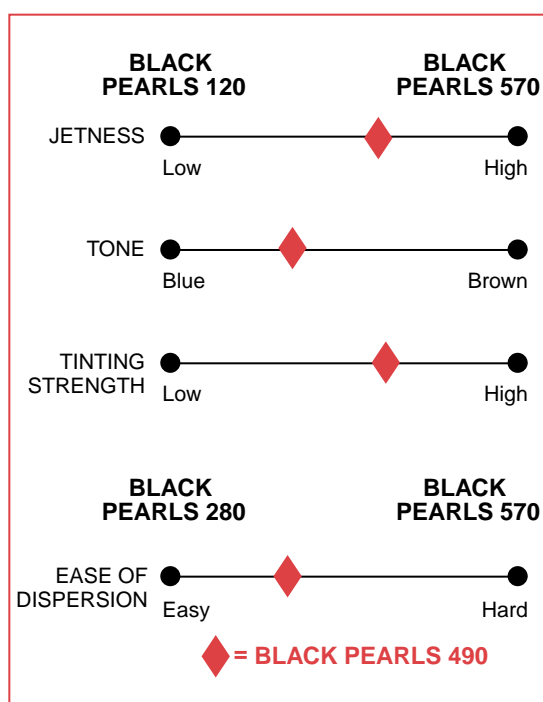 BLACK PEARLS 120
BLACK PEARLS 570
JETNESS
Low
High
TONE
Blue
Brown
TINTING STRENGTH
Low
High
BLACK PEARLS 280
BLACK PEARLS 570
EASE OF DISPERSION
Easy
Hard
= BLACK PEARLS 490